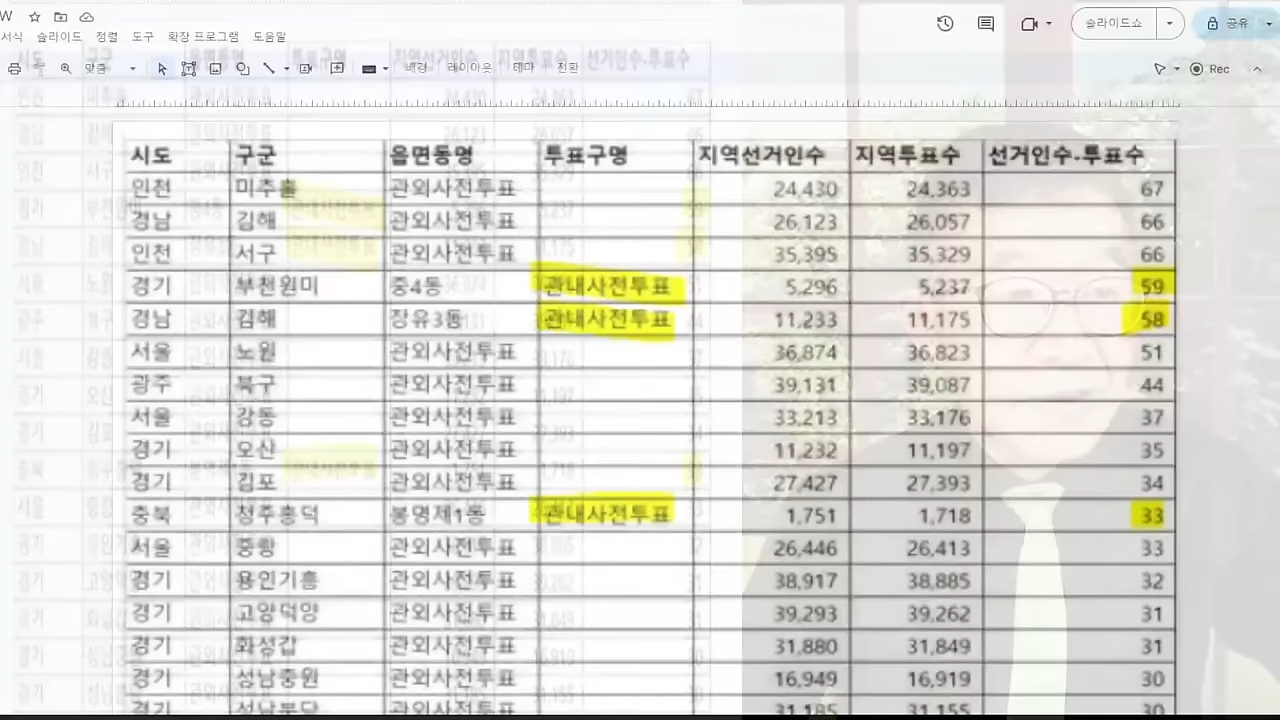 W
서식 슬라이드 정렬 도구 확장 프로그램 도움말
슬라이드쇼 공유
맞춤 배경 레이아웃 테마 전환 Rec
시도 구군 읍면동명 투표구명 지역선거인수 지역투표수 선거인수-투표수
인천 미추홀 관외사전투표 24,430 24,363 67
경남 김해 관외사전투표 26,123 26,057 66
인천 서구 관외사전투표 35,395 35,329 66
경기 부천원미 중4동 관내사전투표 5,296 5,237 59
경남 김해 장유3동 관내사전투표 11,233 11,175 58
서울 노원 관외사전투표 36,874 36,823 51
광주 북구 관외사전투표 39,131 39,087 44
서울 강동 관외사전투표 33,213 33,176 37
경기 오산 관외사전투표 11,232 11,197 35
경기 김포 관외사전투표 27,427 27,393 34
충북 청주흥덕 봉명제1동 관내사전투표 1,751 1,718 33
서울 중랑 관외사전투표 26,446 26,413 33
경기 용인기흥 관외사전투표 38,917 38,885 32
경기 고양덕양 관외사전투표 39,293 39,262 31
경기 화성갑 관외사전투표 31,880 31,849 31
경기 성남중원 관외사전투표 16,949 16,919 30
경기 성남분당 관외사전투표 31,185 31,155 30